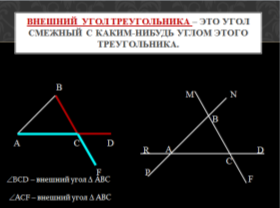 ВНЕШНИЙ УГОЛ ТРЕУГОЛЬНИКА – ЭТО УГОЛ
СМЕЖНЫЙ С КАКИМ-НИБУДЬ УГЛОМ ЭТОГО
ТРЕУГОЛЬНИКА.
B
A C D
F
∠BCD – внешний угол Δ ABC
∠ACF – внешний угол Δ ABC
M N
B
R A C D
P F